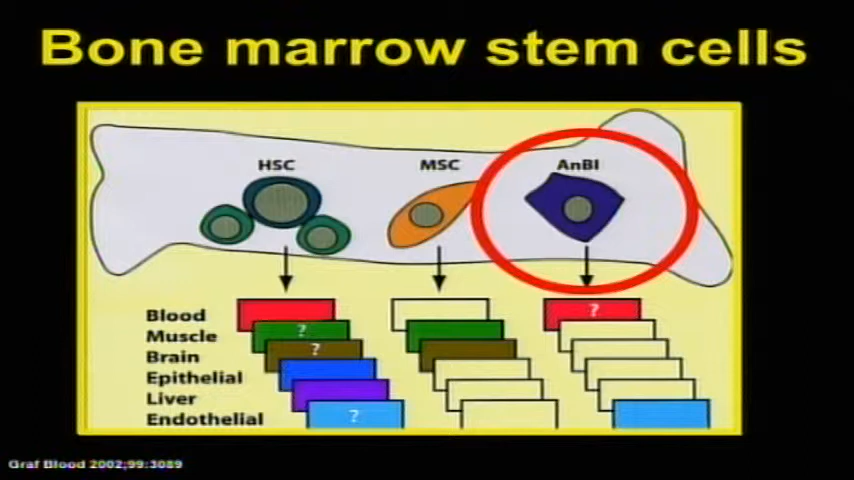 Bone marrow stem cells
HSC MSC AnBl
Blood ?
Muscle ?
Brain ?
Epithelial
Liver
Endothelial ?
Graf Blood 2002;99:3089